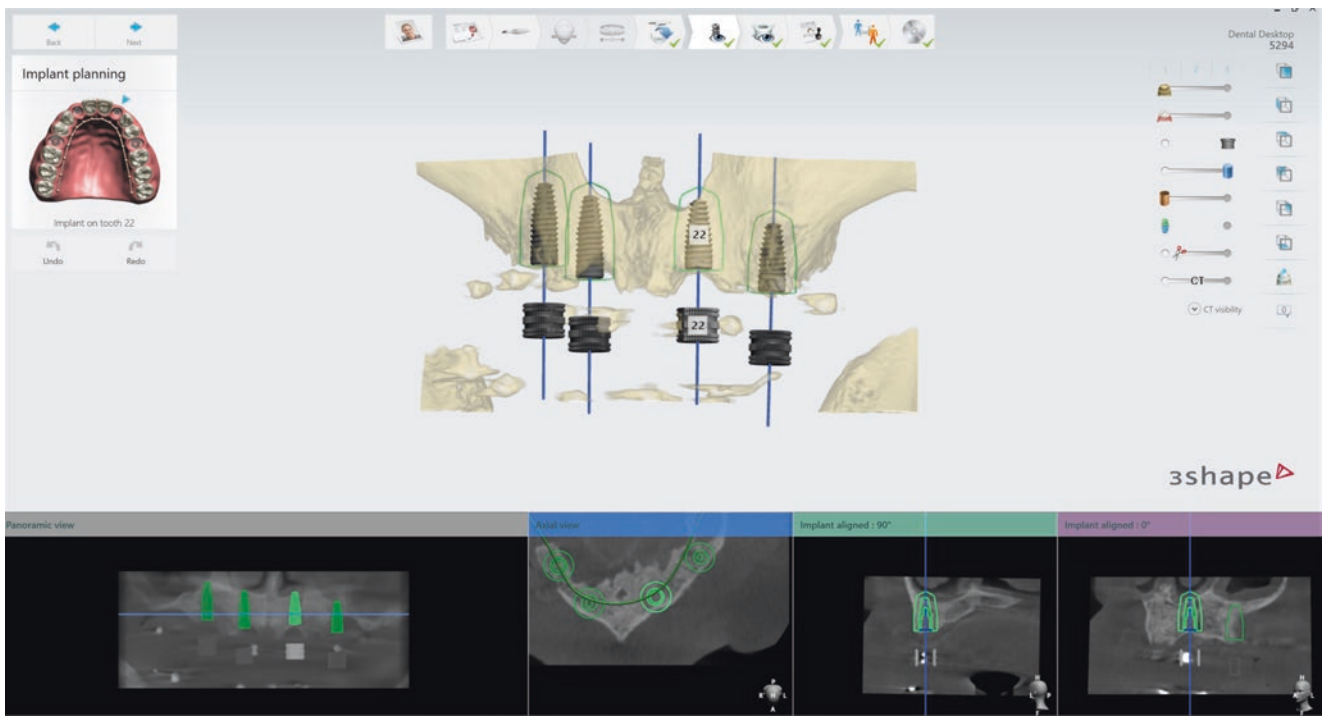 Back
Next
Dental Desktop
5294
Implant planning
Implant on tooth 22
Undo
Redo
22
22
CT
CT visibility
3shape
Panoramic view
Axial view
Implant aligned : 90°
Implant aligned : 0°